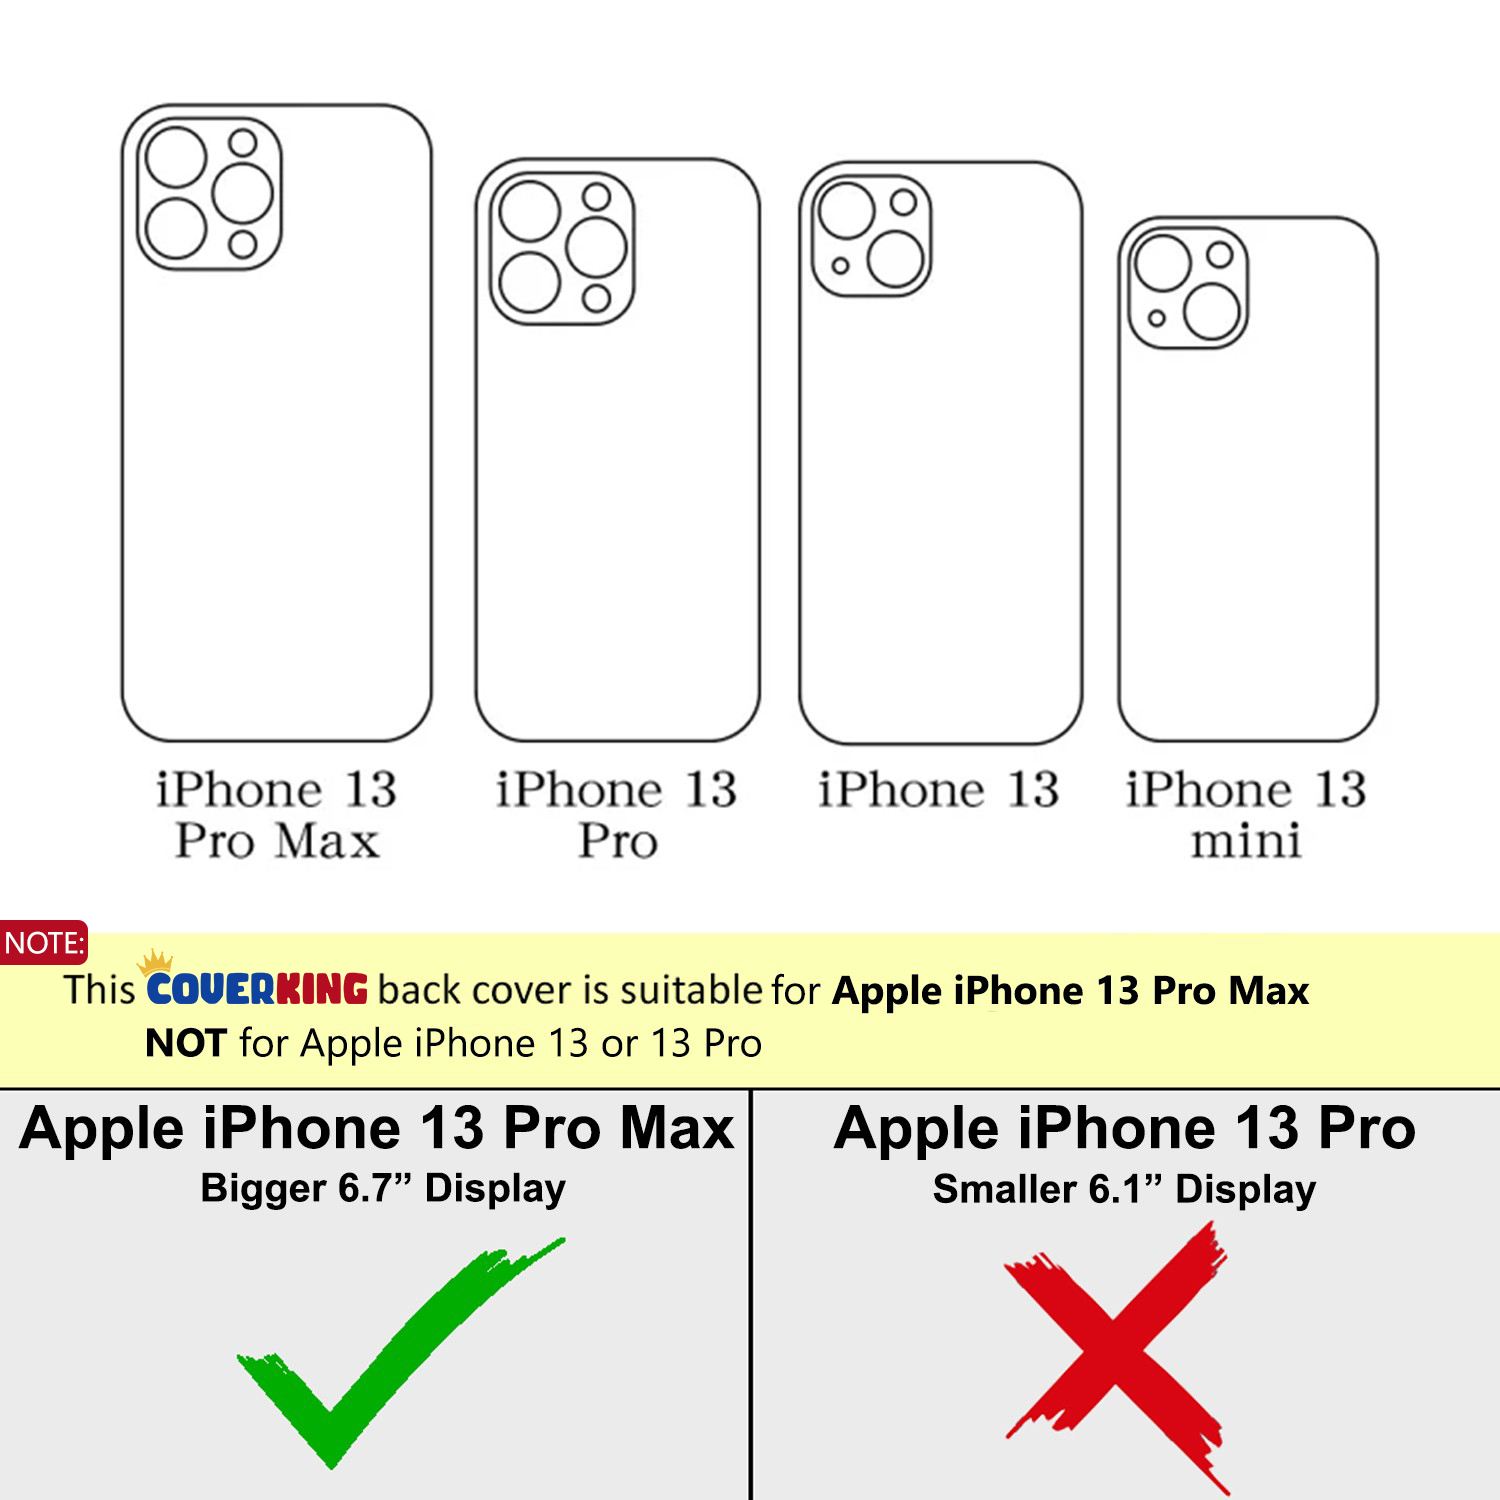 iPhone 13
Pro Max
iPhone 13
Pro
iPhone 13
iPhone 13
mini
NOTE:
This COVERKING back cover is suitable for Apple iPhone 13 Pro Max
NOT for Apple iPhone 13 or 13 Pro
Apple iPhone 13 Pro Max
Bigger 6.7” Display
Apple iPhone 13 Pro
Smaller 6.1” Display